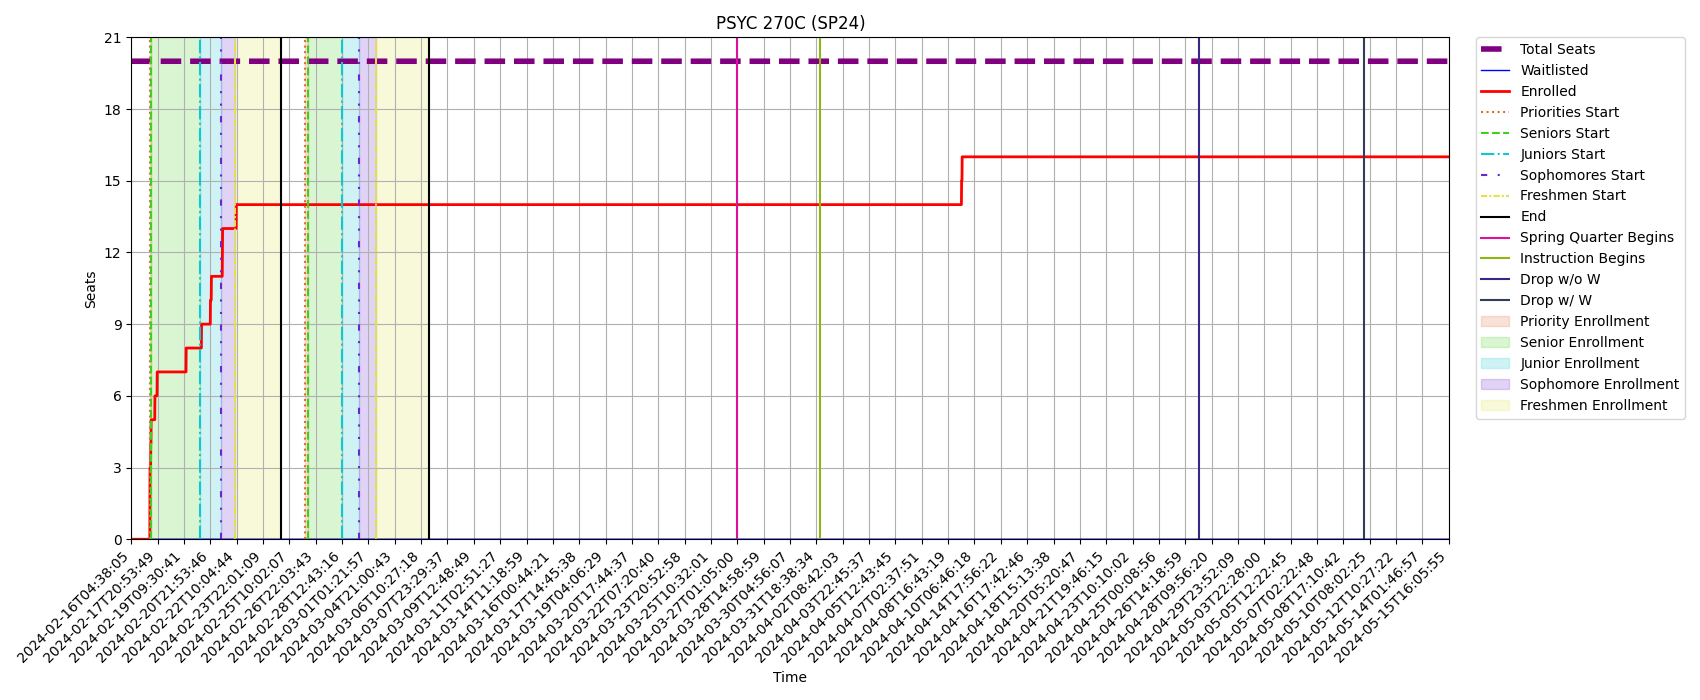 PSYC 270C (SP24)
Seats
21
18
15
12
9
6
3
0
2024-02-16T04:38:05
2024-02-17T20:53:49
2024-02-19T09:30:41
2024-02-20T21:53:46
2024-02-22T10:04:44
2024-02-23T22:01:09
2024-02-25T10:02:07
2024-02-26T22:03:43
2024-02-28T12:43:16
2024-03-01T01:21:57
2024-03-04T21:00:43
2024-03-06T10:27:18
2024-03-07T23:29:37
2024-03-11T02:48:49
2024-03-13T02:51:27
2024-03-14T11:18:59
2024-03-16T00:44:21
2024-03-17T14:45:38
2024-03-19T04:06:29
2024-03-20T17:44:37
2024-03-22T07:20:40
2024-03-23T20:52:58
2024-03-25T10:32:01
2024-03-27T01:05:00
2024-03-28T14:58:59
2024-03-30T04:56:07
2024-03-31T18:38:34
2024-04-02T08:42:03
2024-04-03T22:45:37
2024-04-05T12:43:45
2024-04-07T02:37:51
2024-04-08T16:43:19
2024-04-10T06:46:18
2024-04-14T17:56:22
2024-04-16T17:42:46
2024-04-18T15:13:38
2024-04-20T05:20:47
2024-04-21T19:46:15
2024-04-23T10:10:02
2024-04-25T00:08:56
2024-04-26T14:18:59
2024-04-28T09:56:20
2024-04-29T23:52:09
2024-05-03T22:28:00
2024-05-05T12:22:45
2024-05-07T02:22:48
2024-05-08T17:10:42
2024-05-10T08:02:25
2024-05-12T10:27:22
2024-05-14T01:46:57
2024-05-15T16:05:55
Time
Total Seats
Waitlisted
Enrolled
Priorities Start
Seniors Start
Juniors Start
Sophomores Start
Freshmen Start
End
Spring Quarter Begins
Instruction Begins
Drop w/o W
Drop w/ W
Priority Enrollment
Senior Enrollment
Junior Enrollment
Sophomore Enrollment
Freshmen Enrollment